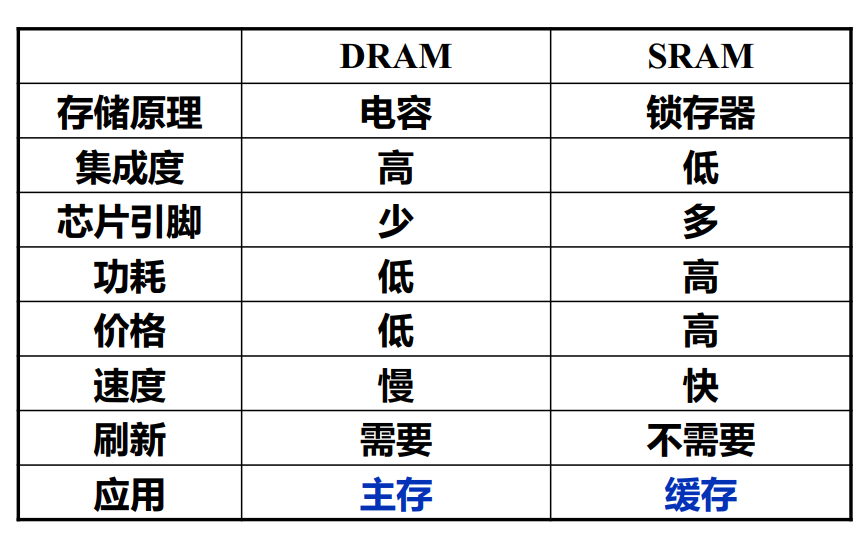 DRAM SRAM
存储原理 电容 锁存器
集成度 高 低
芯片引脚 少 多
功耗 低 高
价格 低 高
速度 慢 快
刷新 需要 不需要
应用 主存 缓存